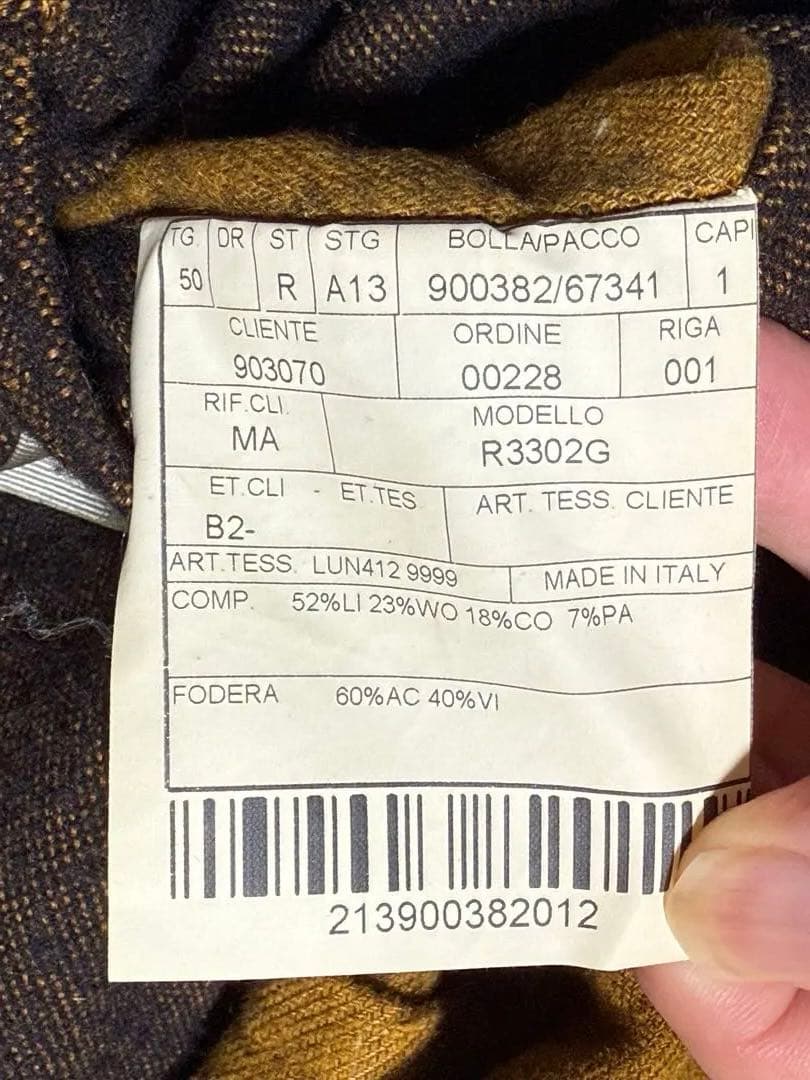 TG. DR ST STG BOLLA/PACCO CAPI
50 R A13 900382/67341 1
CLIENTE ORDINE RIGA
903070 00228 001
RIF.CLI. MODELLO
MA R3302G
ET.CLI - ET.TES ART. TESS. CLIENTE
B2-
ART.TESS. LUN412 9999 MADE IN ITALY
COMP. 52%LI 23%WO 18%CO 7%PA
FODERA 60%AC 40%VI
213900382012